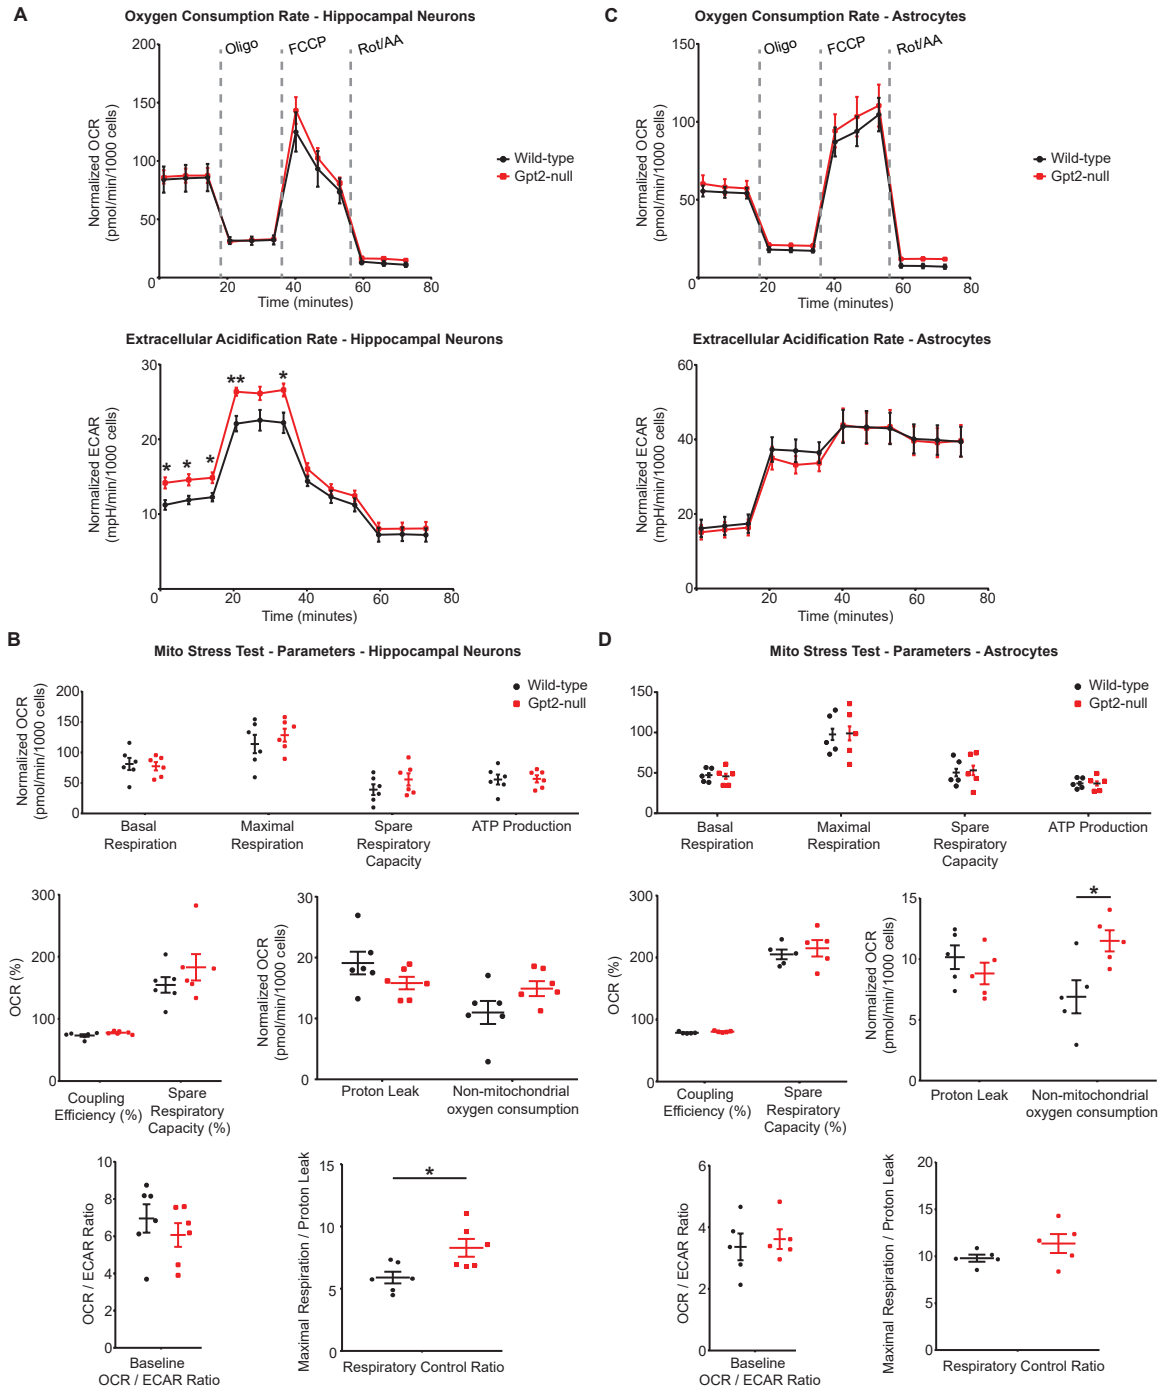 A
Oxygen Consumption Rate - Hippocampal Neurons
Normalized OCR
(pmol/min/1000 cells)
200
150
100
50
0
Oligo
FCCP
Rot/AA
20
40
60
80
Time (minutes)
Wild-type
Gpt2-null
Extracellular Acidification Rate - Hippocampal Neurons
Normalized ECAR
(mpH/min/1000 cells)
30
20
10
0
*
*
*
**
*
20
40
60
80
Time (minutes)
C
Oxygen Consumption Rate - Astrocytes
Normalized OCR
(pmol/min/1000 cells)
150
100
50
0
Oligo
FCCP
Rot/AA
20
40
60
80
Time (minutes)
Wild-type
Gpt2-null
Extracellular Acidification Rate - Astrocytes
Normalized ECAR
(mpH/min/1000 cells)
60
40
20
0
0
20
40
60
80
Time (minutes)
B
Mito Stress Test - Parameters - Hippocampal Neurons
Normalized OCR
(pmol/min/1000 cells)
200
150
100
50
0
Wild-type
Gpt2-null
Basal
Respiration
Maximal
Respiration
Spare
Respiratory
Capacity
ATP Production
OCR (%)
300
200
100
0
Coupling
Efficiency (%)
Spare
Respiratory
Capacity (%)
Normalized OCR
(pmol/min/1000 cells)
30
20
10
0
Proton Leak
Non-mitochondrial
oxygen consumption
OCR / ECAR Ratio
10
8
6
4
2
0
Baseline
OCR / ECAR Ratio
Maximal Respiration / Proton Leak
15
10
5
0
*
Respiratory Control Ratio
D
Mito Stress Test - Parameters - Astrocytes
Normalized OCR
(pmol/min/1000 cells)
150
100
50
0
Wild-type
Gpt2-null
Basal
Respiration
Maximal
Respiration
Spare
Respiratory
Capacity
ATP Production
OCR (%)
300
200
100
0
Coupling
Efficiency (%)
Spare
Respiratory
Capacity (%)
Normalized OCR
(pmol/min/1000 cells)
15
10
5
0
*
Proton Leak
Non-mitochondrial
oxygen consumption
OCR / ECAR Ratio
6
4
2
0
Baseline
OCR / ECAR Ratio
Maximal Respiration / Proton Leak
20
15
10
5
0
Respiratory Control Ratio